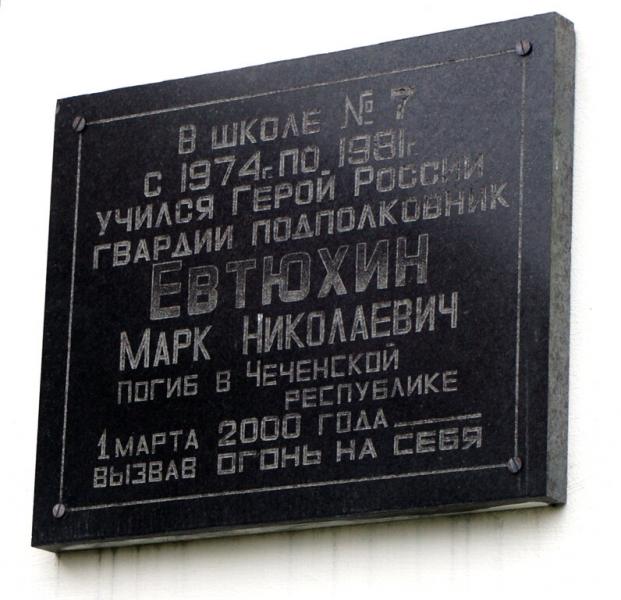 В ШКОЛЕ № 7
С 1974г. ПО 1981г.
УЧИЛСЯ ГЕРОЙ РОССИИ
ГВАРДИИ ПОДПОЛКОВНИК
ЕВТЮХИН
МАРК НИКОЛАЕВИЧ
ПОГИБ В ЧЕЧЕНСКОЙ
РЕСПУБЛИКЕ
1 МАРТА 2000 ГОДА
ВЫЗВАВ ОГОНЬ НА СЕБЯ